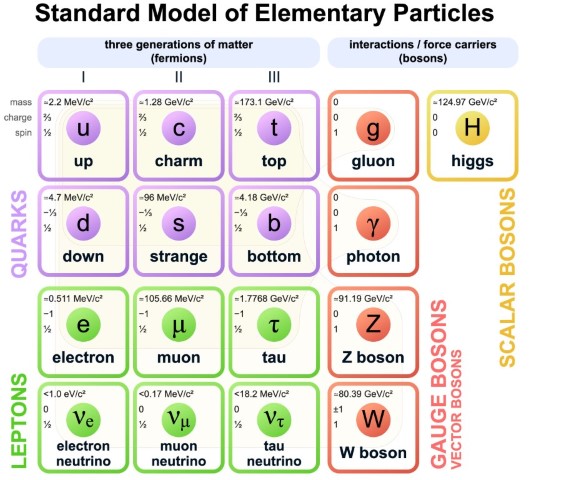 Standard Model of Elementary Particles
three generations of matter
(fermions)
interactions / force carriers
(bosons)
I
II
III
mass
charge
spin
≃2.2 MeV/c²
⅔
½
u
up
≃1.28 GeV/c²
⅔
½
c
charm
≃173.1 GeV/c²
⅔
½
t
top
0
0
1
g
gluon
≃124.97 GeV/c²
0
0
H
higgs
QUARKS
≃4.7 MeV/c²
−⅓
½
d
down
≃96 MeV/c²
−⅓
½
s
strange
≃4.18 GeV/c²
−⅓
½
b
bottom
0
0
1
γ
photon
SCALAR BOSONS
LEPTONS
≃0.511 MeV/c²
−1
½
e
electron
≃105.66 MeV/c²
−1
½
μ
muon
≃1.7768 GeV/c²
−1
½
τ
tau
≃91.19 GeV/c²
0
1
Z
Z boson
GAUGE BOSONS
VECTOR BOSONS
<1.0 eV/c²
0
½
νe
electron
neutrino
<0.17 MeV/c²
0
½
νμ
muon
neutrino
<18.2 MeV/c²
0
½
ντ
tau
neutrino
≃80.39 GeV/c²
±1
1
W
W boson